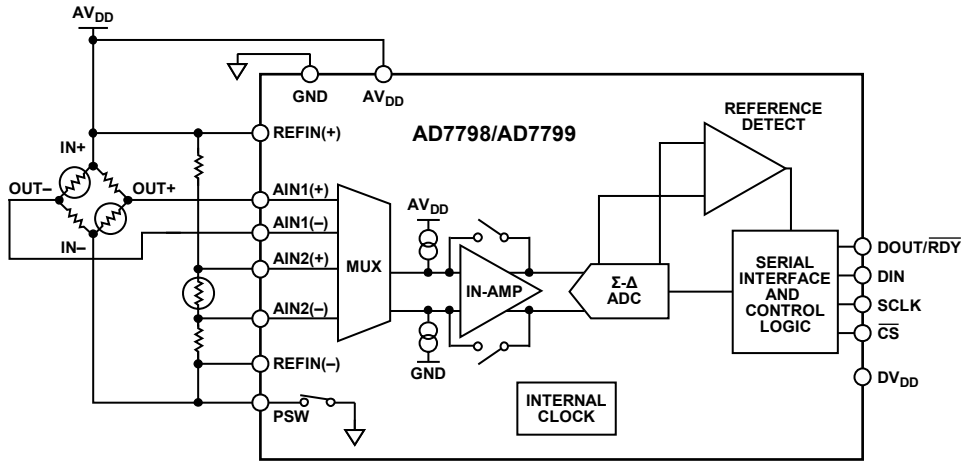 AVDD
GND
AVDD
REFERENCE
DETECT
AD7798/AD7799
REFIN(+)
IN+
OUT–
OUT+
IN–
AIN1(+)
AIN1(–)
AIN2(+)
AIN2(–)
REFIN(–)
PSW
MUX
AVDD
GND
IN-AMP
Σ-Δ
ADC
SERIAL
INTERFACE
AND
CONTROL
LOGIC
INTERNAL
CLOCK
DOUT/RDY
DIN
SCLK
CS
DVDD